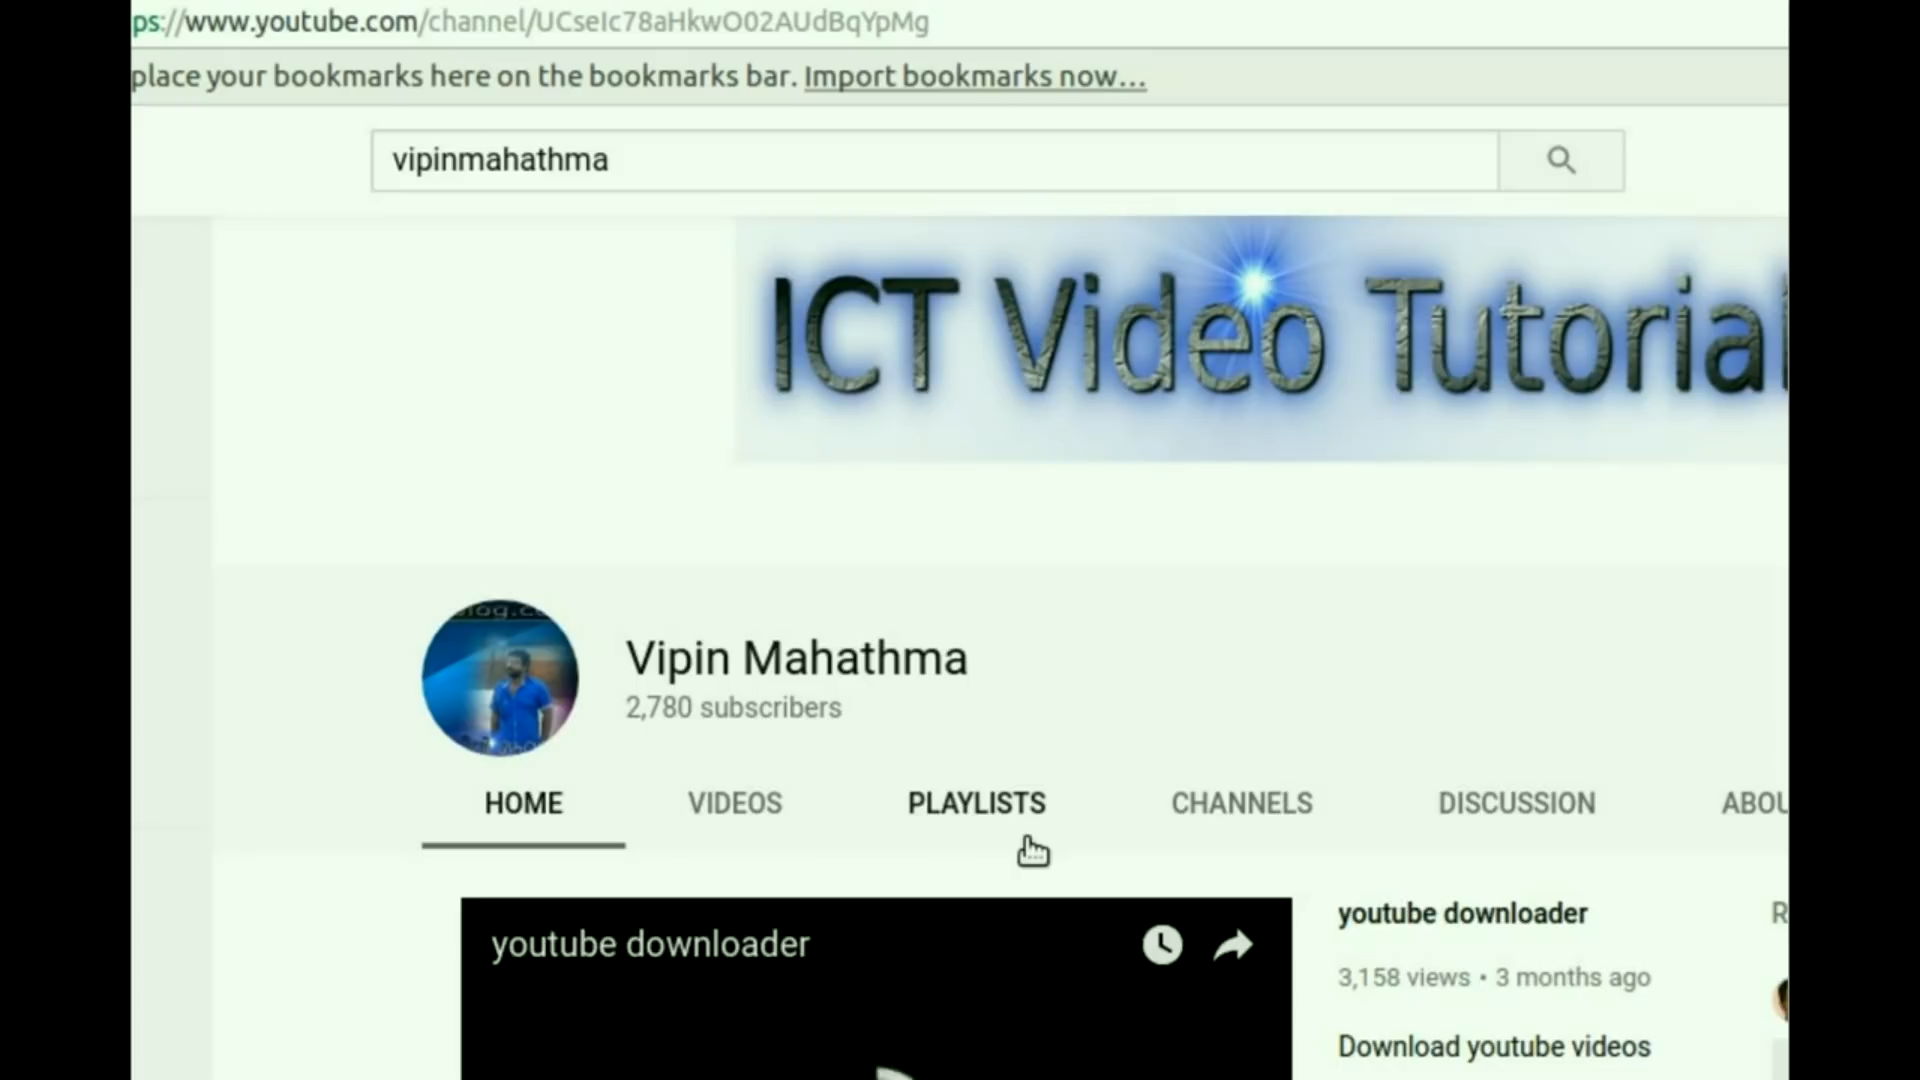 ps://www.youtube.com/channel/UCseIc78aHkwO02AUdBqYpMg
place your bookmarks here on the bookmarks bar. Import bookmarks now...
vipinmahathma
ICT Video Tutorial
Vipin Mahathma
2,780 subscribers
HOME VIDEOS PLAYLISTS CHANNELS DISCUSSION ABOU
youtube downloader
youtube downloader
3,158 views • 3 months ago
Download youtube videos